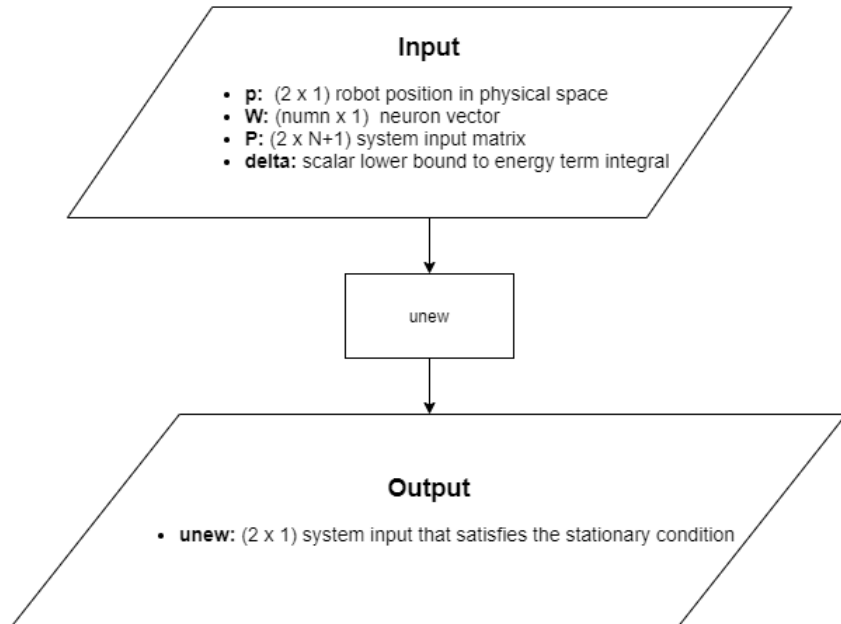 Input
• p: (2 x 1) robot position in physical space
• W: (numn x 1) neuron vector
• P: (2 x N+1) system input matrix
• delta: scalar lower bound to energy term integral
unew
Output
• unew: (2 x 1) system input that satisfies the stationary condition